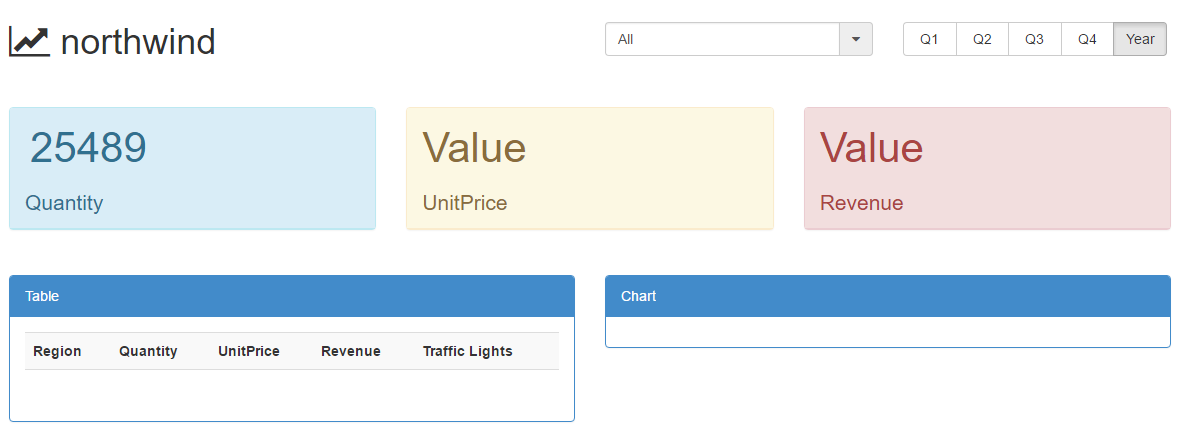 northwind
All
Q1 Q2 Q3 Q4 Year
25489
Quantity
Value
UnitPrice
Value
Revenue
Table
Region Quantity UnitPrice Revenue Traffic Lights
Chart